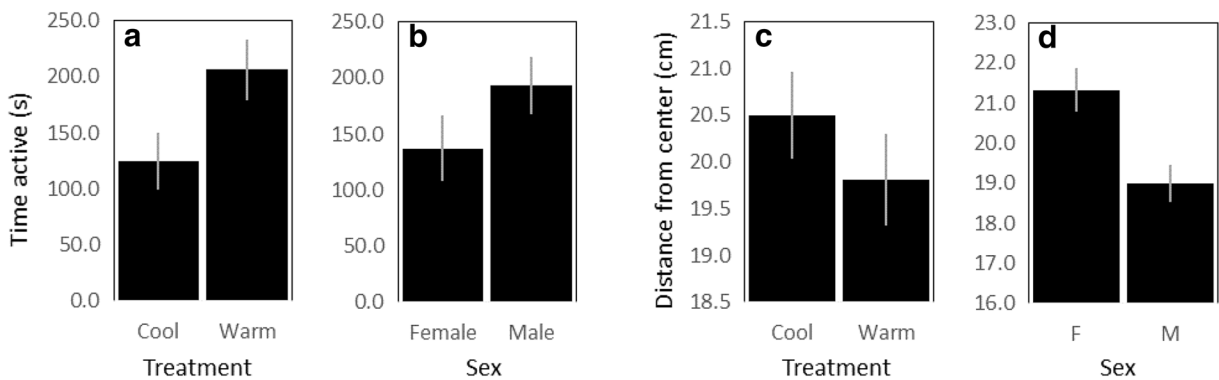 a
Time active (s)
250.0
200.0
150.0
100.0
50.0
0.0
Cool Warm
Treatment
b
250.0
200.0
150.0
100.0
50.0
0.0
Female Male
Sex
c
Distance from center (cm)
21.5
21.0
20.5
20.0
19.5
19.0
18.5
Cool Warm
Treatment
d
23.0
22.0
21.0
20.0
19.0
18.0
17.0
16.0
F M
Sex